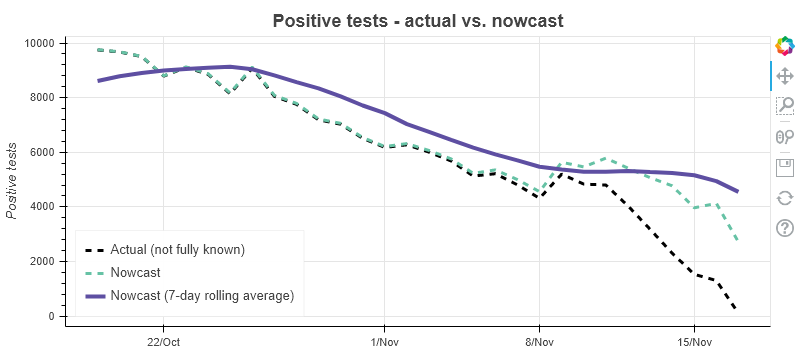 Positive tests - actual vs. nowcast
10000
8000
6000
4000
2000
0
Positive tests
Actual (not fully known)
Nowcast
Nowcast (7-day rolling average)
22/Oct
1/Nov
8/Nov
15/Nov